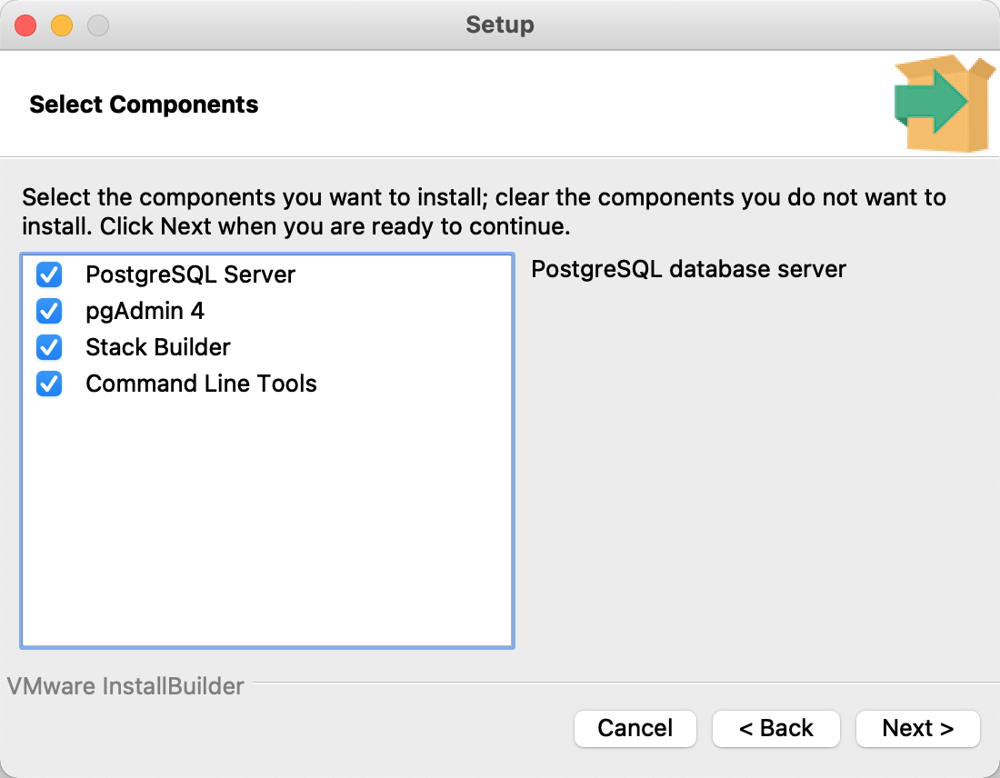 Setup
Select Components
Select the components you want to install; clear the components you do not want to
install. Click Next when you are ready to continue.
PostgreSQL Server
PostgreSQL database server
pgAdmin 4
Stack Builder
Command Line Tools
VMware InstallBuilder
Cancel
< Back
Next >